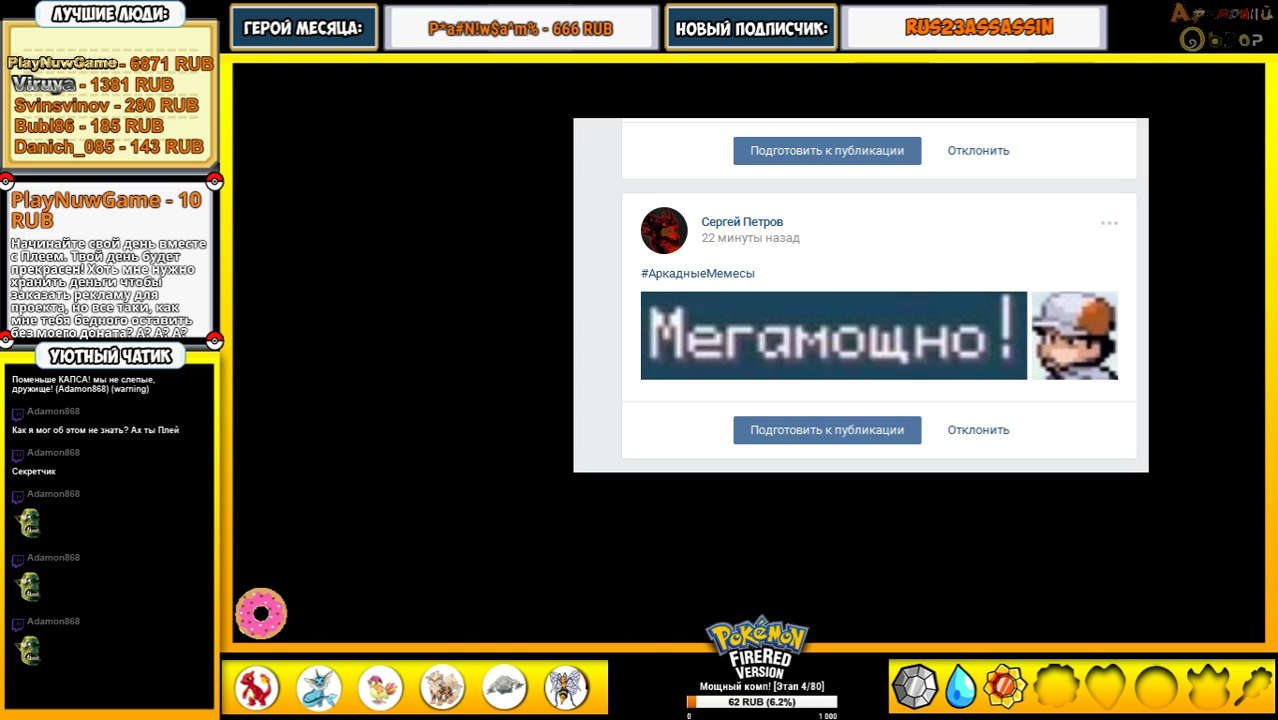 ЛУЧШИЕ ЛЮДИ:
PlayNuwGame - 6871 RUB
Viruya - 1381 RUB
Svinsvinov - 280 RUB
Bubl86 - 185 RUB
Danich_085 - 143 RUB
ГЕРОЙ МЕСЯЦА:
P*a#N!w$a^m% - 666 RUB
НОВЫЙ ПОДПИСЧИК:
RUS23ASSASSIN
PlayNuwGame - 10
RUB
Начинайте свой день вместе
с Плеем. Твой день будет
прекрасен! Хоть мне нужно
хранить деньги чтобы
заказать рекламу для
проекта, но все таки, как
мне тебя бедного оставить
без моего доната? А? А? А?
УЮТНЫЙ ЧАТИК
Поменьше КАПСА! мы не слепые,
дружище! (Adamon868) (warning)
Adamon868
Как я мог об этом не знать? Ах ты Плей
Adamon868
Секретчик
Adamon868
Adamon868
Adamon868
Подготовить к публикации Отклонить
Сергей Петров
22 минуты назад
#АркадныеМемесы
Мегамощно!
Подготовить к публикации Отклонить
POKÉMON
FIRERED
VERSION
Мощный комп! [Этап 4/80]
62 RUB (6.2%)
0 1 000